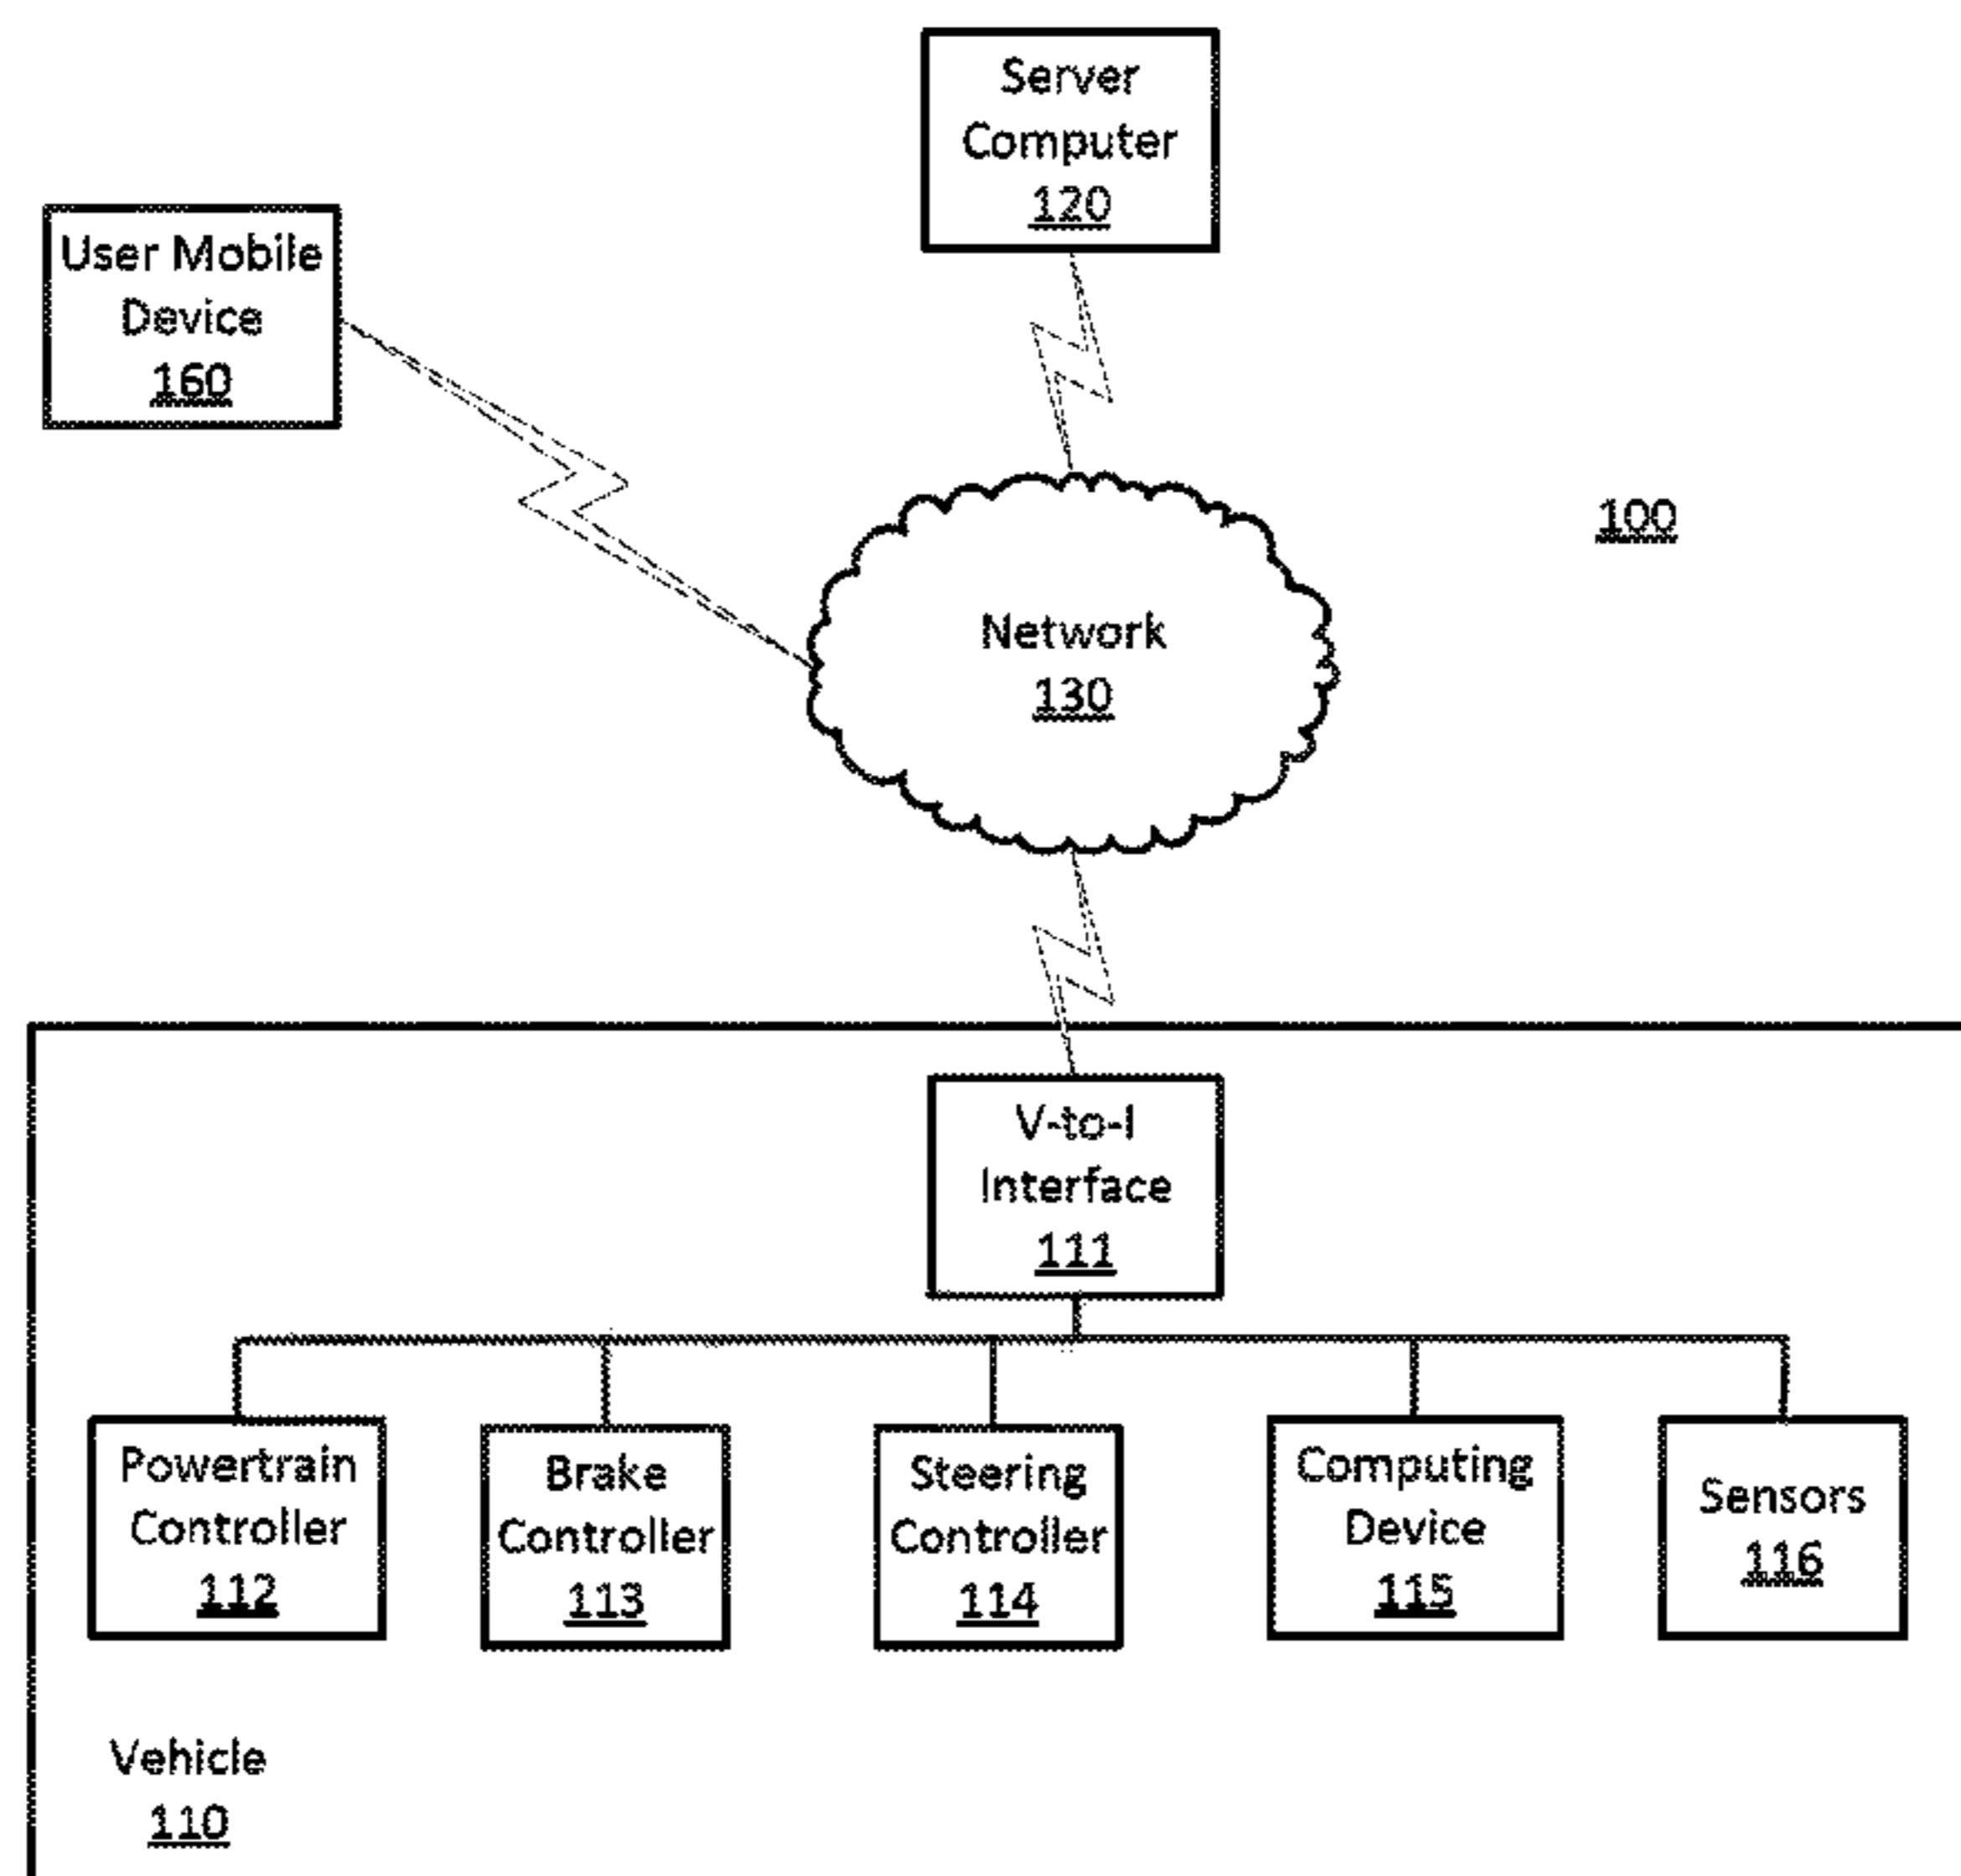 Server
Computer
120
User Mobile
Device
160
100
Network
130
V-to-I
Interface
111
Powertrain
Controller
112
Brake
Controller
113
Steering
Controller
114
Computing
Device
115
Sensors
116
Vehicle
110